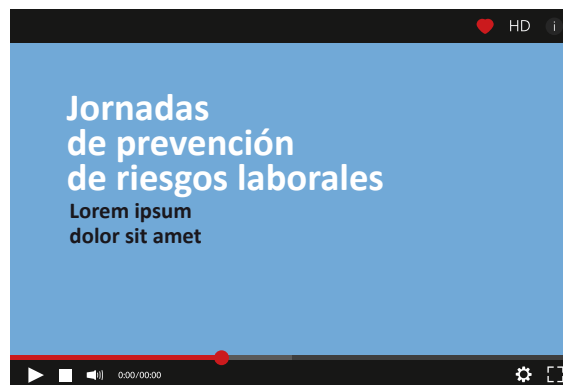 HD i
Jornadas
de prevención
de riesgos laborales
Lorem ipsum
dolor sit amet
0:00/00:00